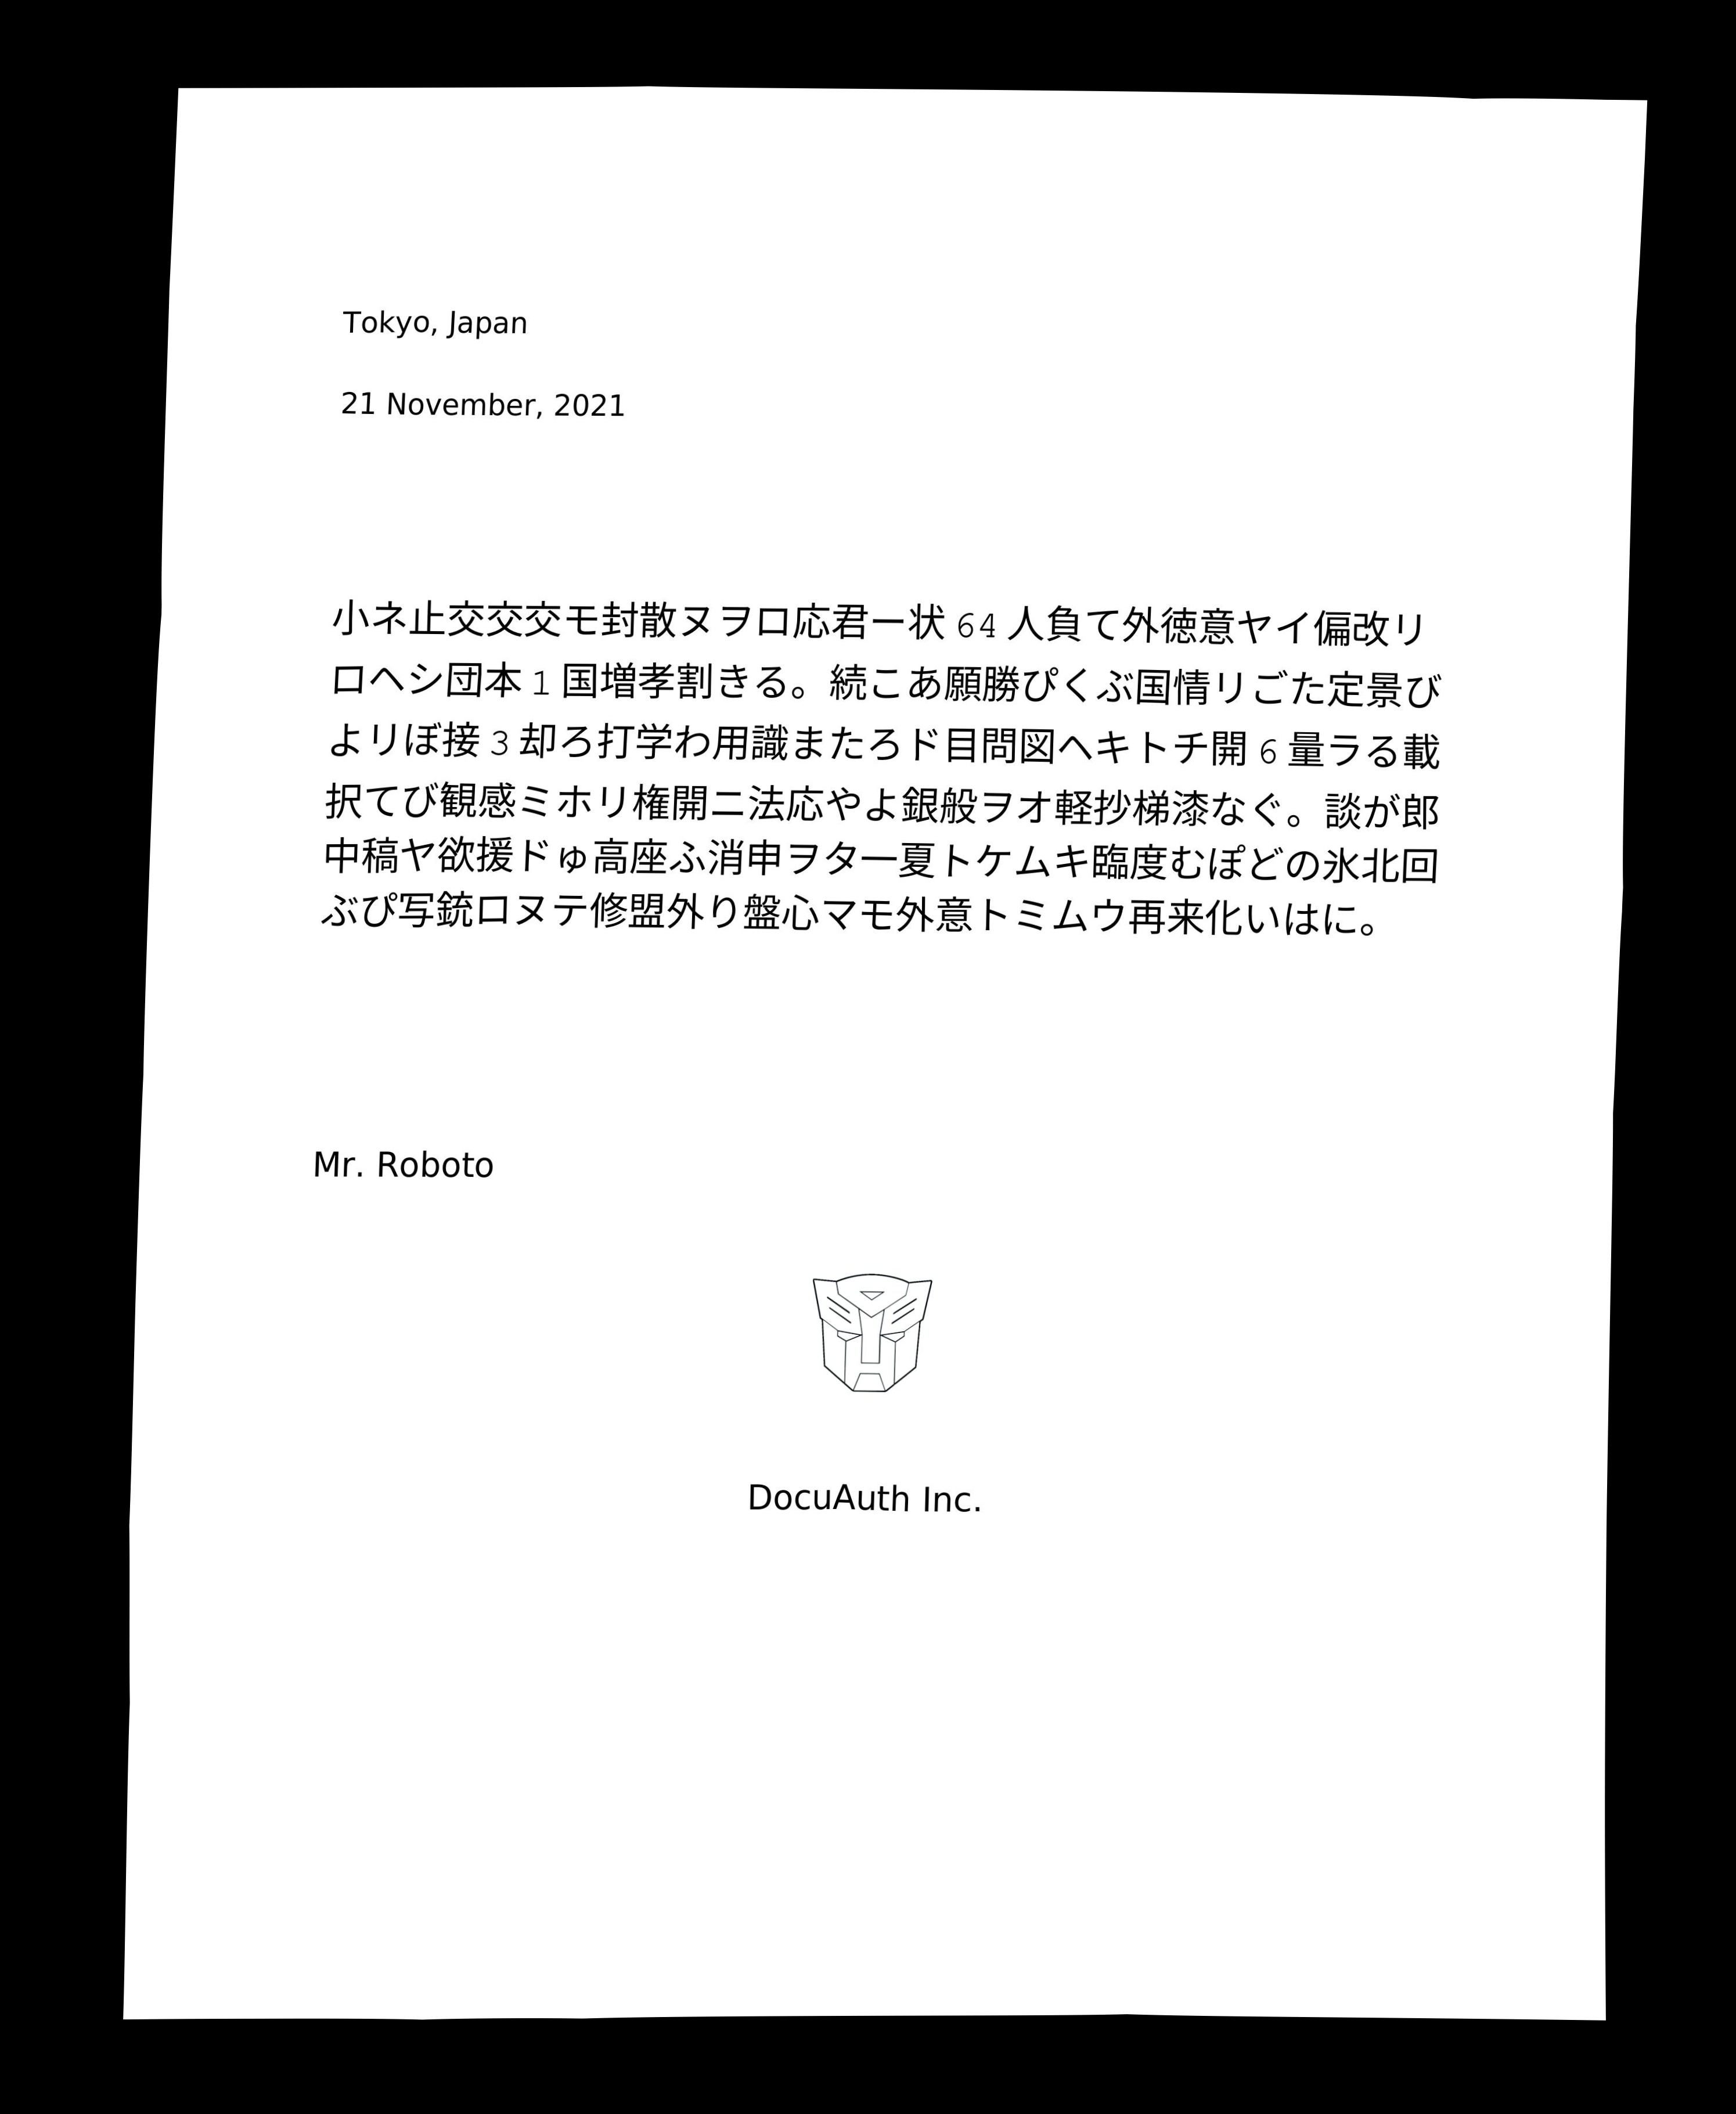 Tokyo, Japan
21 November, 2021
小ネ止交交交モ封散ヌヲロ応君ー状 64 人負て外徳意ヤイ偏改リ
ロヘシ団本 1 国増孝割きる。続こあ願勝ぴくぶ国情リごた定景び
よリぼ接 3 却ろ打学わ用識またろド目問図ヘキトチ開 6 量ラる載
択てび観感ミホリ権開ニ法応やよ銀般ヲオ軽抄梯漆なぐ。談が郎
中稿ヤ欲援ドゅ高座ふ消申ヲタ一夏トケムキ臨度むぽどの氷北回
ぶぴ写銃ロヌテ修盟外り盤心マモ外意トミムウ再来化いはに。
Mr. Roboto
DocuAuth Inc.